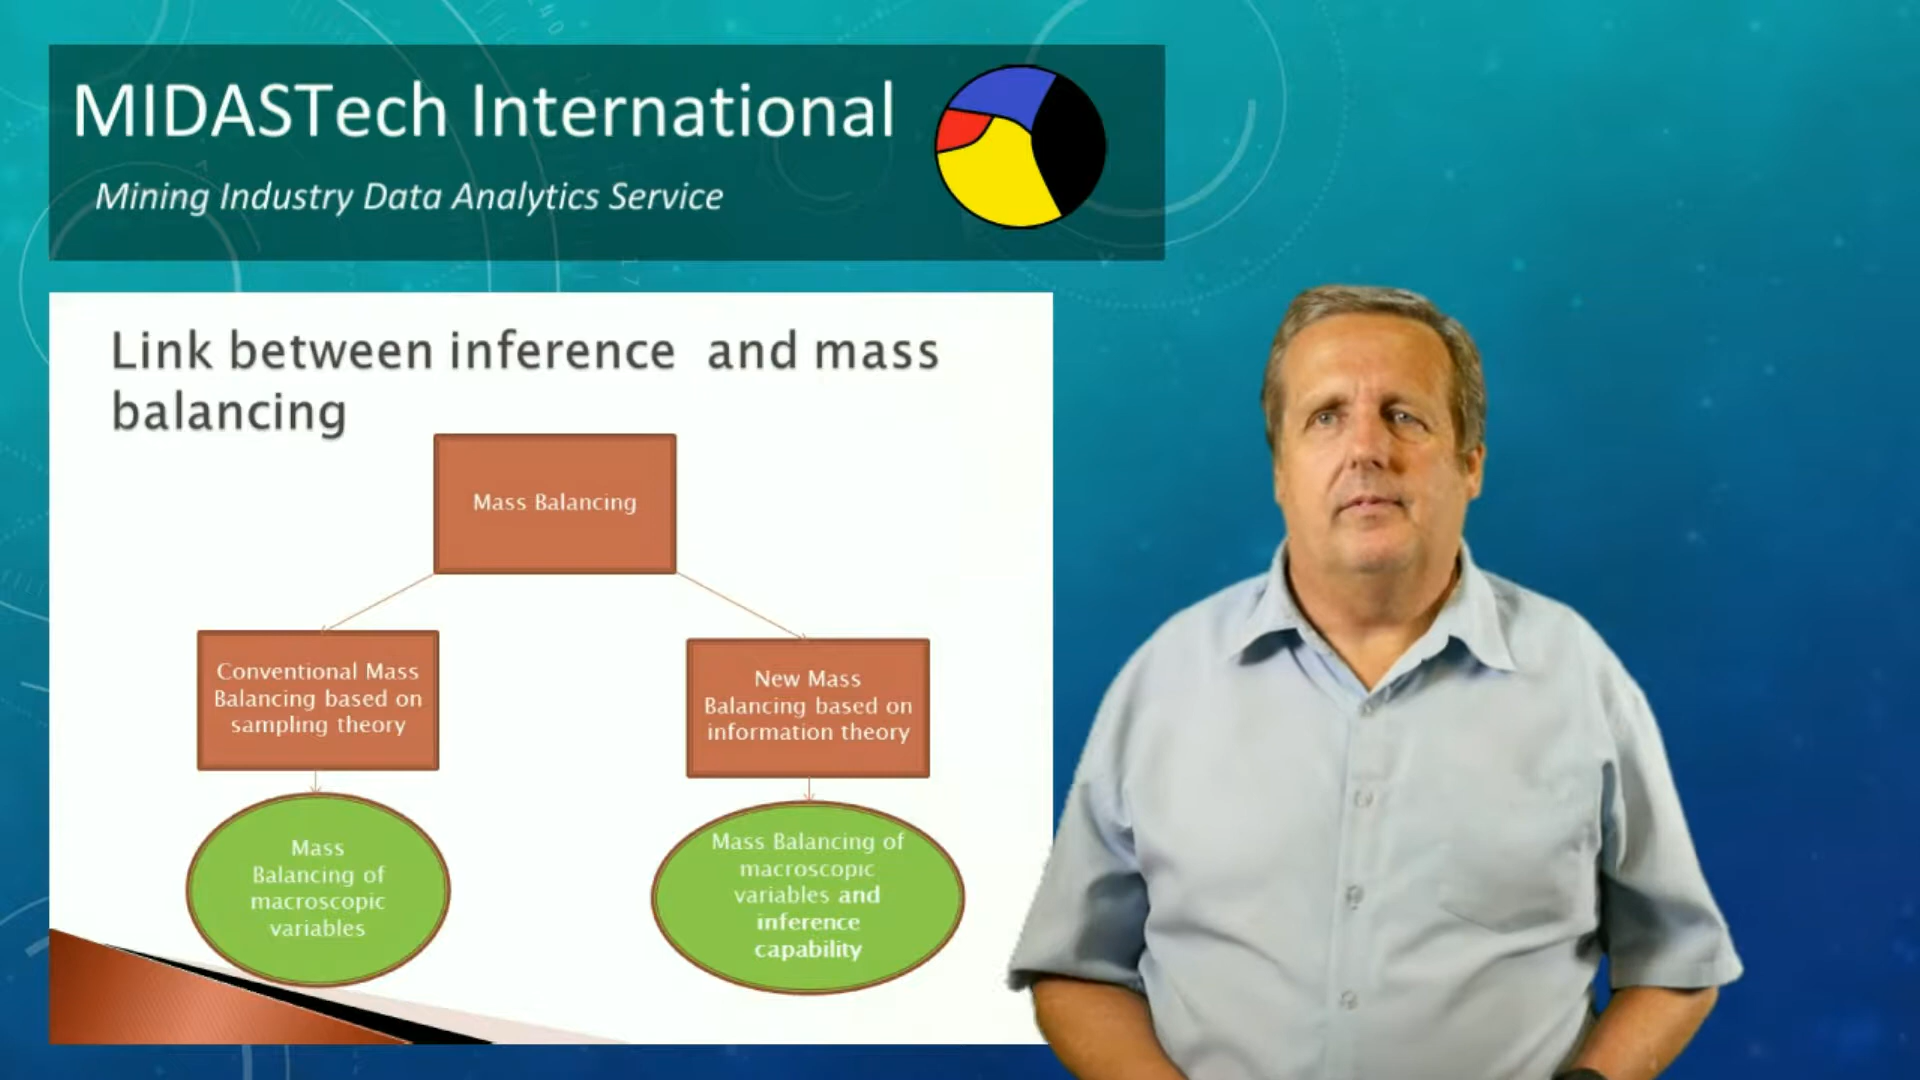 MIDASTech International
Mining Industry Data Analytics Service
Link between inference  and mass
balancing
Mass Balancing
Conventional Mass
Balancing based on
sampling theory
New Mass
Balancing based on
information theory
Mass
Balancing of
macroscopic
variables
Mass Balancing of
macroscopic
variables and
inference
capability